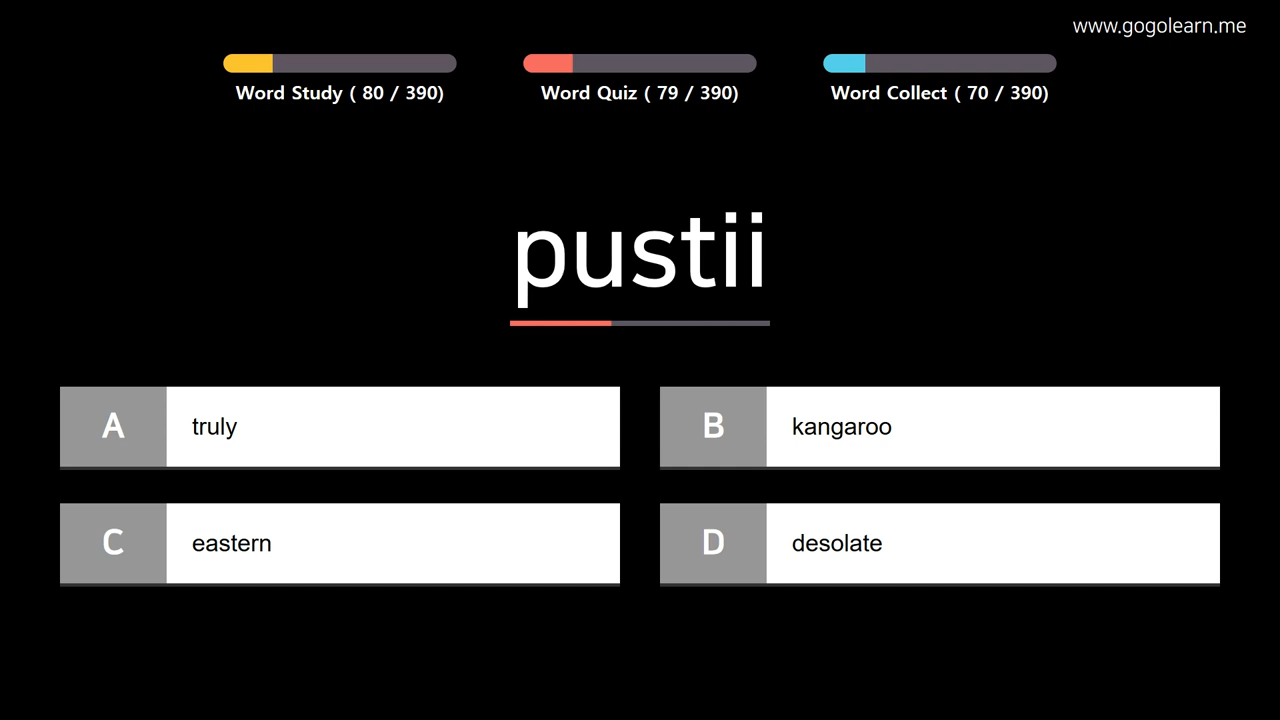 www.gogolearn.me
Word Study ( 80 / 390)
Word Quiz ( 79 / 390)
Word Collect ( 70 / 390)
pustii
A truly
B kangaroo
C eastern
D desolate